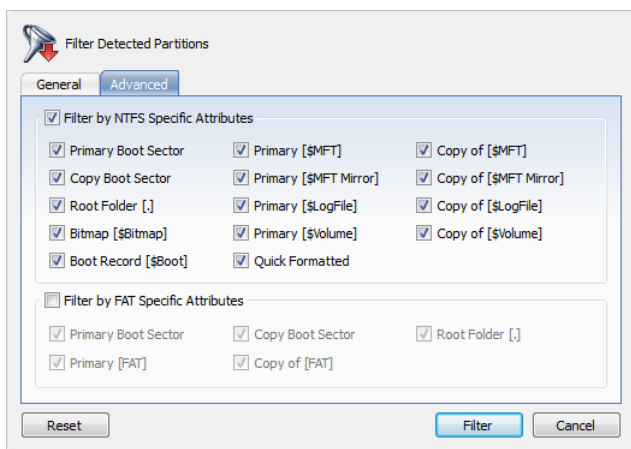 Filter Detected Partitions
General Advanced
Filter by NTFS Specific Attributes
Primary Boot Sector Primary [$MFT] Copy of [$MFT]
Copy Boot Sector Primary [$MFT Mirror] Copy of [$MFT Mirror]
Root Folder [.] Primary [$LogFile] Copy of [$LogFile]
Bitmap [$Bitmap] Primary [$Volume] Copy of [$Volume]
Boot Record [$Boot] Quick Formatted
Filter by FAT Specific Attributes
Primary Boot Sector Copy Boot Sector Root Folder [.]
Primary [FAT] Copy of [FAT]
Reset Filter Cancel